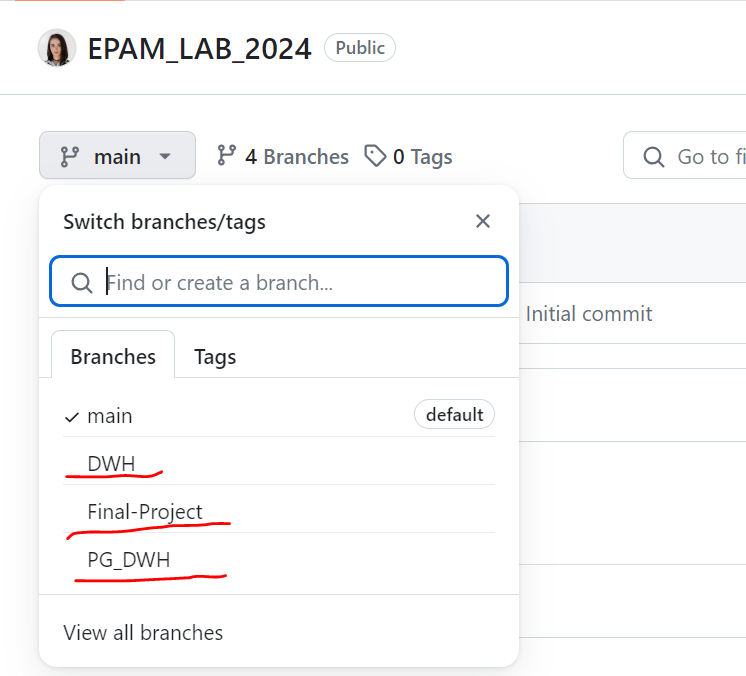 EPAM_LAB_2024 Public
main 4 Branches 0 Tags Go to fi
Switch branches/tags
Find or create a branch...
Initial commit
Branches Tags
main default
DWH
Final-Project
PG_DWH
View all branches